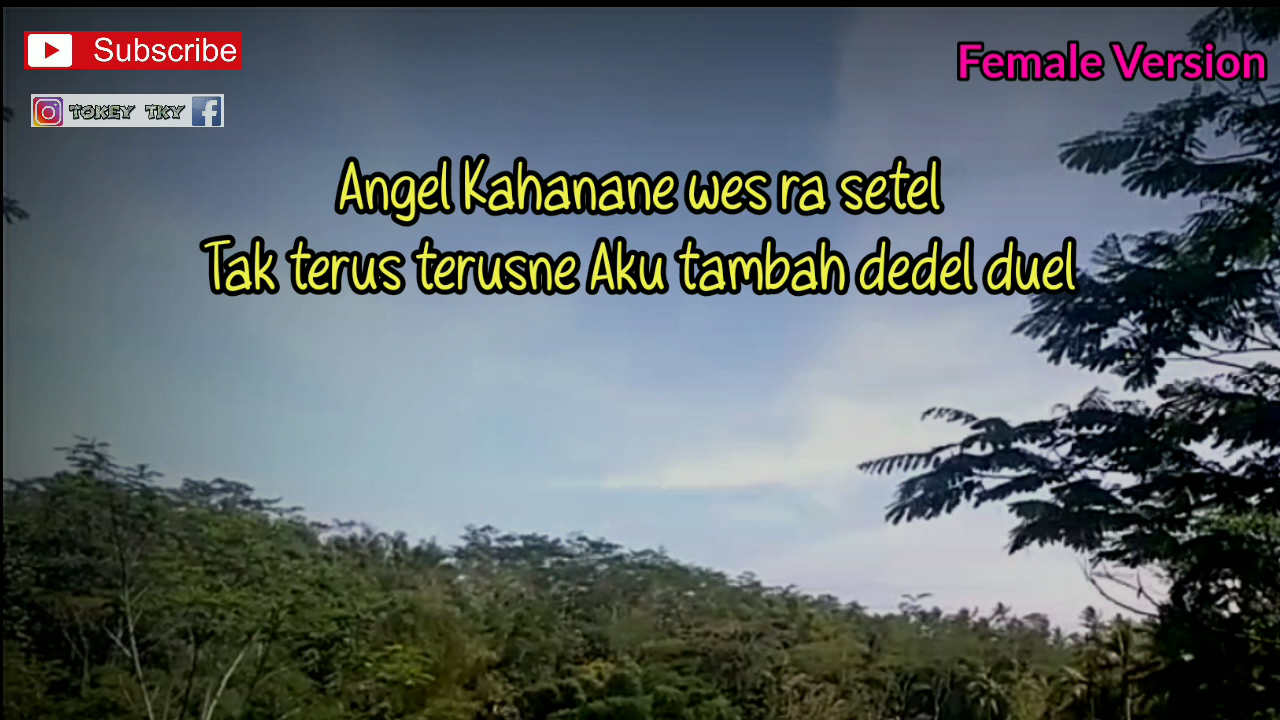 Subscribe
Female Version
TOKEY TKY
Angel Kahanane wes ra setel
Tak terus terusne Aku tambah dedel duel